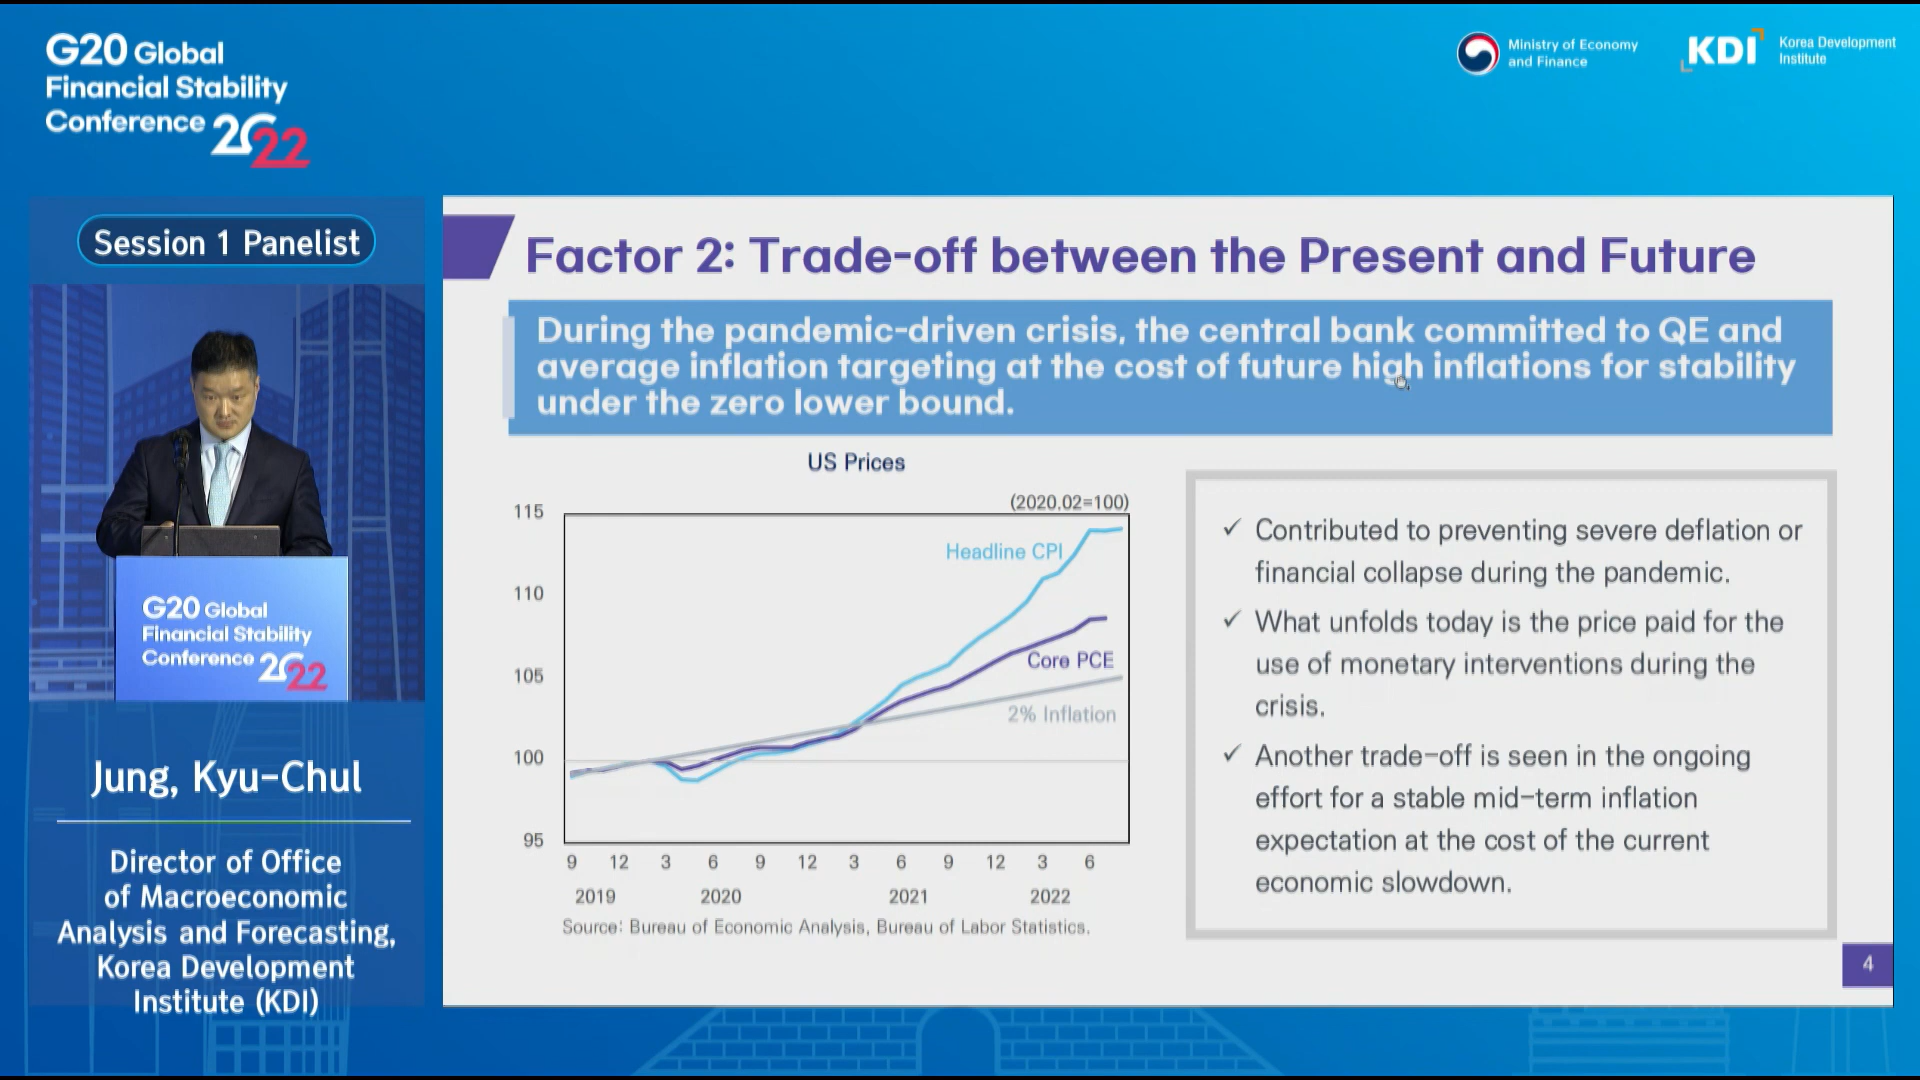 G20 Global
Financial Stability
Conference 2022
Ministry of Economy
and Finance
KDI
Korea Development
Institute
Session 1 Panelist
G20 Global
Financial Stability
Conference 2022
Jung, Kyu-Chul
Director of Office
of Macroeconomic
Analysis and Forecasting,
Korea Development
Institute (KDI)
Factor 2: Trade-off between the Present and Future
During the pandemic-driven crisis, the central bank committed to QE and
average inflation targeting at the cost of future high inflations for stability
under the zero lower bound.
US Prices
(2020.02=100)
115
110
105
100
95
Headline CPI
Core PCE
2% Inflation
9 12 3 6 9 12 3 6 9 12 3 6
2019 2020 2021 2022
Source: Bureau of Economic Analysis, Bureau of Labor Statistics.
✓ Contributed to preventing severe deflation or
financial collapse during the pandemic.
✓ What unfolds today is the price paid for the
use of monetary interventions during the
crisis.
✓ Another trade-off is seen in the ongoing
effort for a stable mid-term inflation
expectation at the cost of the current
economic slowdown.
4